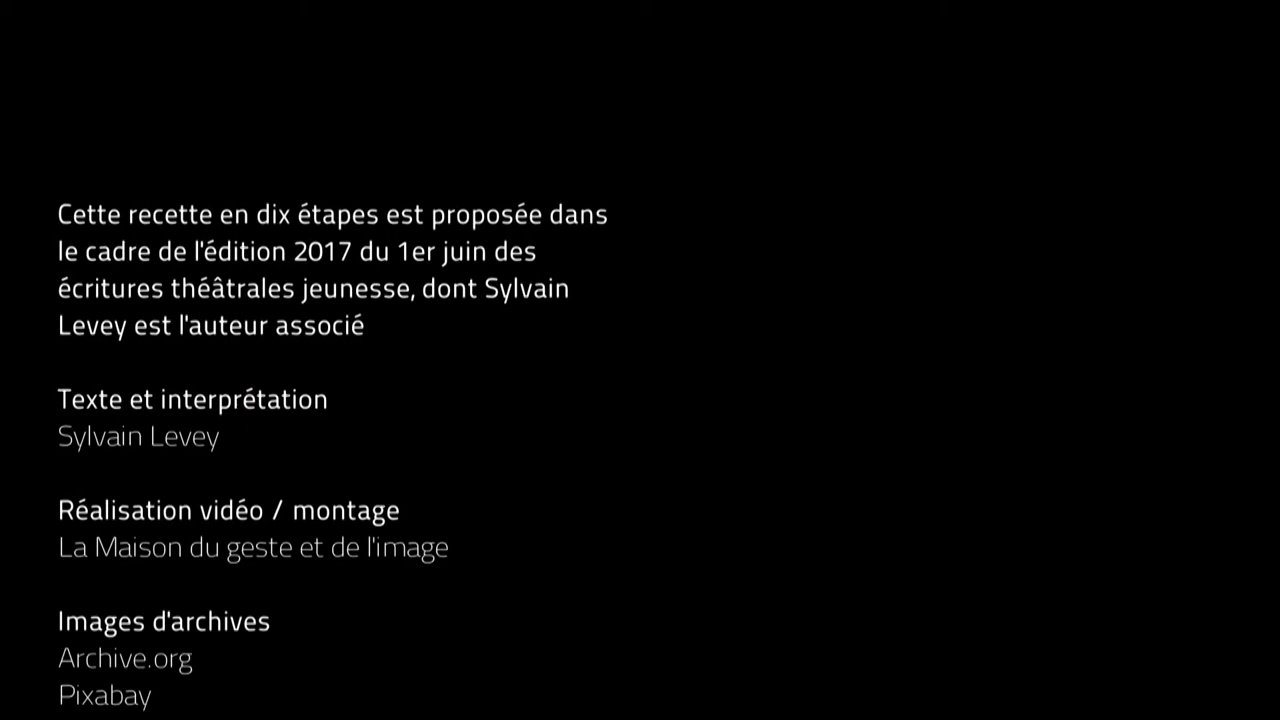 Cette recette en dix étapes est proposée dans
le cadre de l'édition 2017 du 1er juin des
écritures théâtrales jeunesse, dont Sylvain
Levey est l'auteur associé
Texte et interprétation
Sylvain Levey
Réalisation vidéo / montage
La Maison du geste et de l'image
Images d'archives
Archive.org
Pixabay